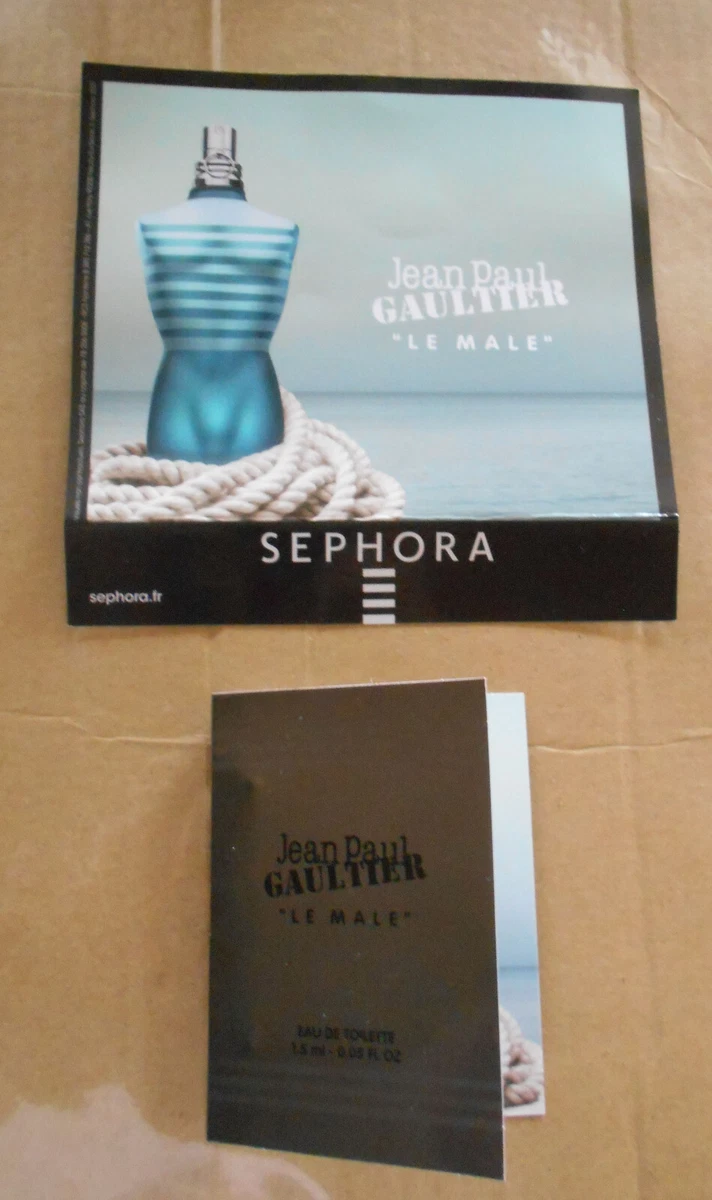 Jean Paul
GAULTIER
"LE MALE"
SEPHORA
sephora.fr
Jean Paul
GAULTIER
"LE MALE"
EAU DE TOILETTE
1.5 ml - 0.05 FL OZ